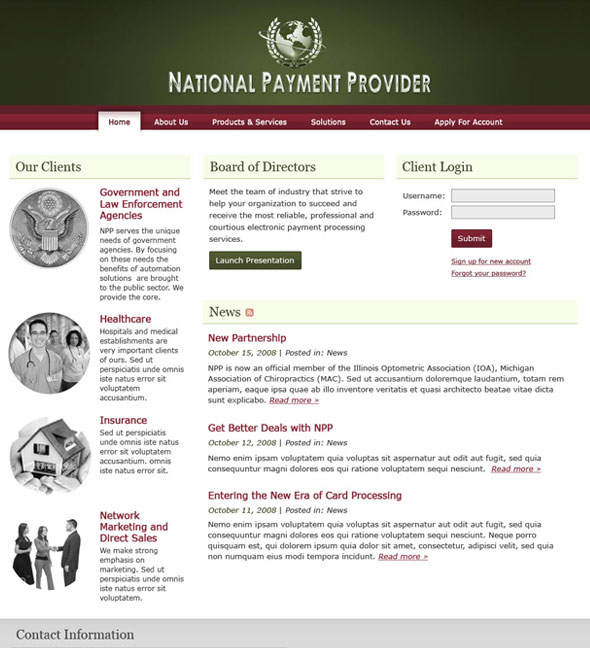 NATIONAL PAYMENT PROVIDER
Home
About Us
Products & Services
Solutions
Contact Us
Apply For Account
Our Clients
Government and
Law Enforcement
Agencies
NPP serves the unique
needs of government
agencies. By focusing
on these needs the
benefits of automation
solutions are brought
to the public sector. We
provide the core.
Healthcare
Hospitals and medical
establishments are
very important clients
of ours. Sed ut
perspiciatis unde omnis
iste natus error sit
voluptatem
accusantium.
Insurance
Sed ut perspiciatis
unde omnis iste natus
error sit voluptatem
accusantium. omnis
iste natus error sit.
Network
Marketing and
Direct Sales
We make strong
emphasis on
marketing. Sed ut
perspiciatis unde omnis
iste natus error sit
voluptatem.
Board of Directors
Meet the team of industry that strive to
help your organization to succeed and
receive the most reliable, professional and
courtious electronic payment processing
services.
Launch Presentation
Client Login
Username:
Password:
Submit
Sign up for new account
Forgot your password?
News
New Partnership
October 15, 2008 | Posted in: News
NPP is now an official member of the Illinois Optometric Association (IOA), Michigan
Association of Chiropractics (MAC). Sed ut accusantium doloremque laudantium, totam rem
aperiam, eaque ipsa quae ab illo inventore veritatis et quasi architecto beatae vitae dicta
sunt explicabo. Read more »
Get Better Deals with NPP
October 12, 2008 | Posted in: News
Nemo enim ipsam voluptatem quia voluptas sit aspernatur aut odit aut fugit, sed quia
consequuntur magni dolores eos qui ratione voluptatem sequi nesciunt. Read more »
Entering the New Era of Card Processing
October 11, 2008 | Posted in: News
Nemo enim ipsam voluptatem quia voluptas sit aspernatur aut odit aut fugit, sed quia
consequuntur magni dolores eos qui ratione voluptatem sequi nesciunt. Neque porro
quisquam est, qui dolorem ipsum quia dolor sit amet, consectetur, adipisci velit, sed quia
non numquam eius modi tempora incidunt. Read more »
Contact Information